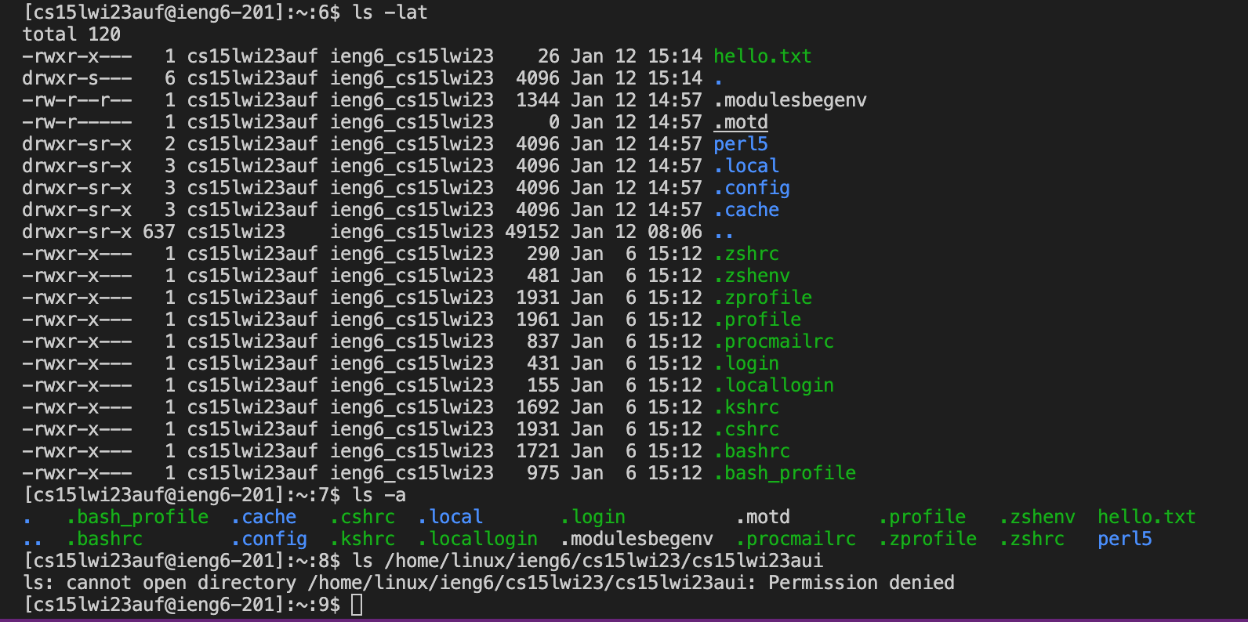 [cs15lwi23auf@ieng6-201]:~:6$ ls -lat
total 120
-rwxr-x---   1 cs15lwi23auf ieng6_cs15lwi23    26 Jan 12 15:14 hello.txt
drwxr-s---   6 cs15lwi23auf ieng6_cs15lwi23  4096 Jan 12 15:14 .
-rw-r--r--   1 cs15lwi23auf ieng6_cs15lwi23  1344 Jan 12 14:57 .modulesbegenv
-rw-r-----   1 cs15lwi23auf ieng6_cs15lwi23     0 Jan 12 14:57 .motd
drwxr-sr-x   2 cs15lwi23auf ieng6_cs15lwi23  4096 Jan 12 14:57 perl5
drwxr-sr-x   3 cs15lwi23auf ieng6_cs15lwi23  4096 Jan 12 14:57 .local
drwxr-sr-x   3 cs15lwi23auf ieng6_cs15lwi23  4096 Jan 12 14:57 .config
drwxr-sr-x   3 cs15lwi23auf ieng6_cs15lwi23  4096 Jan 12 14:57 .cache
drwxr-sr-x 637 cs15lwi23    ieng6_cs15lwi23 49152 Jan 12 08:06 ..
-rwxr-x---   1 cs15lwi23auf ieng6_cs15lwi23   290 Jan  6 15:12 .zshrc
-rwxr-x---   1 cs15lwi23auf ieng6_cs15lwi23   481 Jan  6 15:12 .zshenv
-rwxr-x---   1 cs15lwi23auf ieng6_cs15lwi23  1931 Jan  6 15:12 .zprofile
-rwxr-x---   1 cs15lwi23auf ieng6_cs15lwi23  1961 Jan  6 15:12 .profile
-rwxr-x---   1 cs15lwi23auf ieng6_cs15lwi23   837 Jan  6 15:12 .procmailrc
-rwxr-x---   1 cs15lwi23auf ieng6_cs15lwi23   431 Jan  6 15:12 .login
-rwxr-x---   1 cs15lwi23auf ieng6_cs15lwi23   155 Jan  6 15:12 .locallogin
-rwxr-x---   1 cs15lwi23auf ieng6_cs15lwi23  1692 Jan  6 15:12 .kshrc
-rwxr-x---   1 cs15lwi23auf ieng6_cs15lwi23  1931 Jan  6 15:12 .cshrc
-rwxr-x---   1 cs15lwi23auf ieng6_cs15lwi23  1721 Jan  6 15:12 .bashrc
-rwxr-x---   1 cs15lwi23auf ieng6_cs15lwi23   975 Jan  6 15:12 .bash_profile
[cs15lwi23auf@ieng6-201]:~:7$ ls -a
.   .bash_profile  .cache   .cshrc  .local       .login          .motd        .profile   .zshenv  hello.txt
..  .bashrc        .config  .kshrc  .locallogin  .modulesbegenv  .procmailrc  .zprofile  .zshrc   perl5
[cs15lwi23auf@ieng6-201]:~:8$ ls /home/linux/ieng6/cs15lwi23/cs15lwi23aui
ls: cannot open directory /home/linux/ieng6/cs15lwi23/cs15lwi23aui: Permission denied
[cs15lwi23auf@ieng6-201]:~:9$